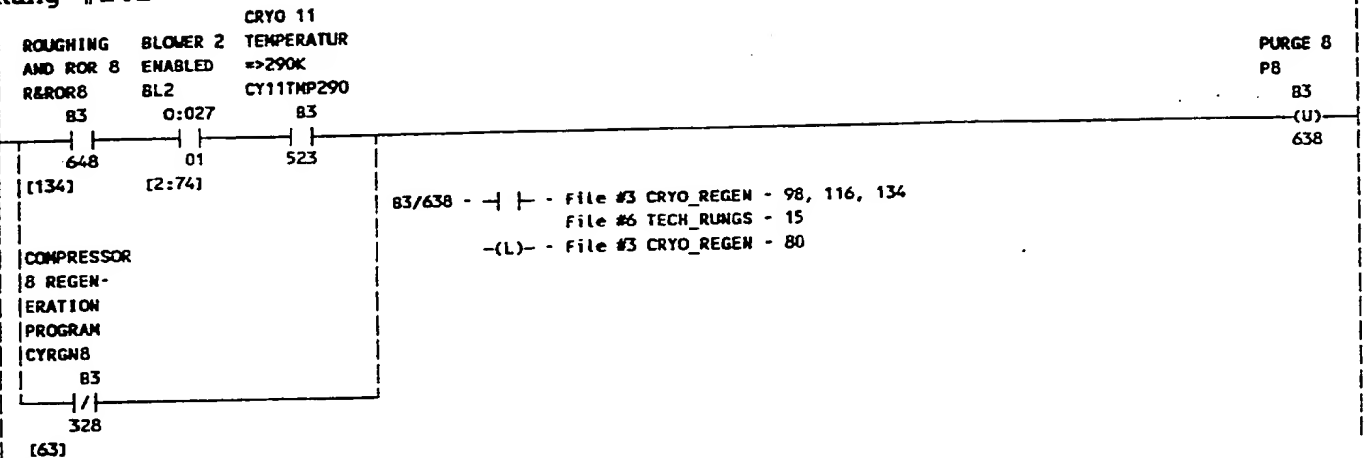 CRYO 11
ROUGHING BLOWER 2 TEMPERATUR
AND ROR 8 ENABLED =>290K
R&ROR8 BL2 CY11TMP290
B3 O:027 B3
648 01 523
[134] [2:74]
PURGE 8
P8
B3
(U)
638
B3/638 - ┤ ├ - File #3 CRYO_REGEN - 98, 116, 134
File #6 TECH_RUNGS - 15
-(L)- - File #3 CRYO_REGEN - 80
COMPRESSOR
8 REGEN-
ERATION
PROGRAM
CYRGN8
B3
/
328
[63]